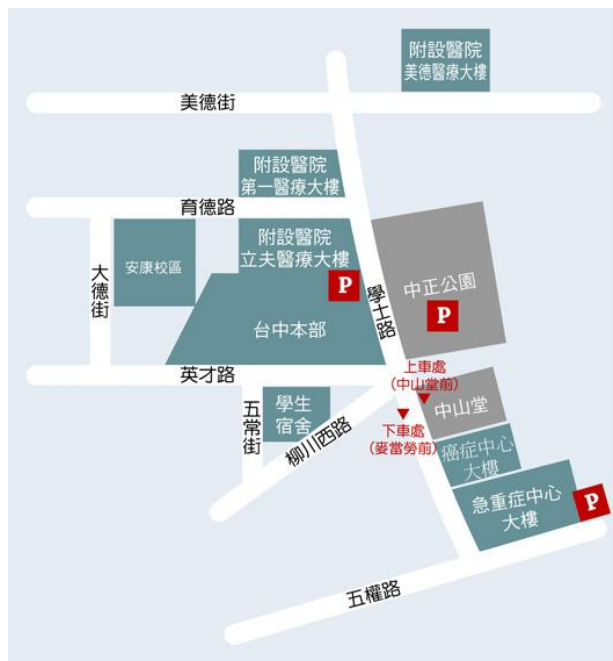 附設醫院
美德醫療大樓
美德街
附設醫院
第一醫療大樓
育德路
附設醫院
立夫醫療大樓
安康校區
大德街
P
中正公園
P
學士路
台中本部
英才路
上車處
(中山堂前)
中山堂
學生
宿舍
五常街
柳川西路
下車處
(麥當勞前)
癌症中心
大樓
急重症中心
大樓
P
五權路